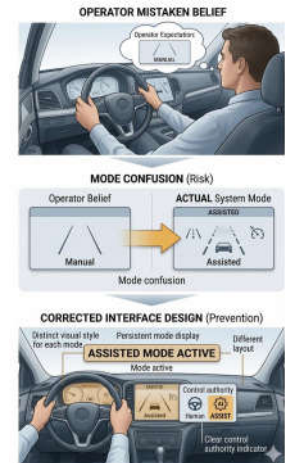 OPERATOR MISTAKEN BELIEF
Operator Expectation:
MANUAL
MODE CONFUSION (Risk)
Operator Belief
ACTUAL System Mode
ASSISTED
Manual
Assisted
Mode confusion
CORRECTED INTERFACE DESIGN (Prevention)
Distinct visual style
for each mode
Persistent mode display
Different
layout
ASSISTED MODE ACTIVE
Mode active
Control authority
Assisted
Human
ASSIST
Clear control
authority indicator